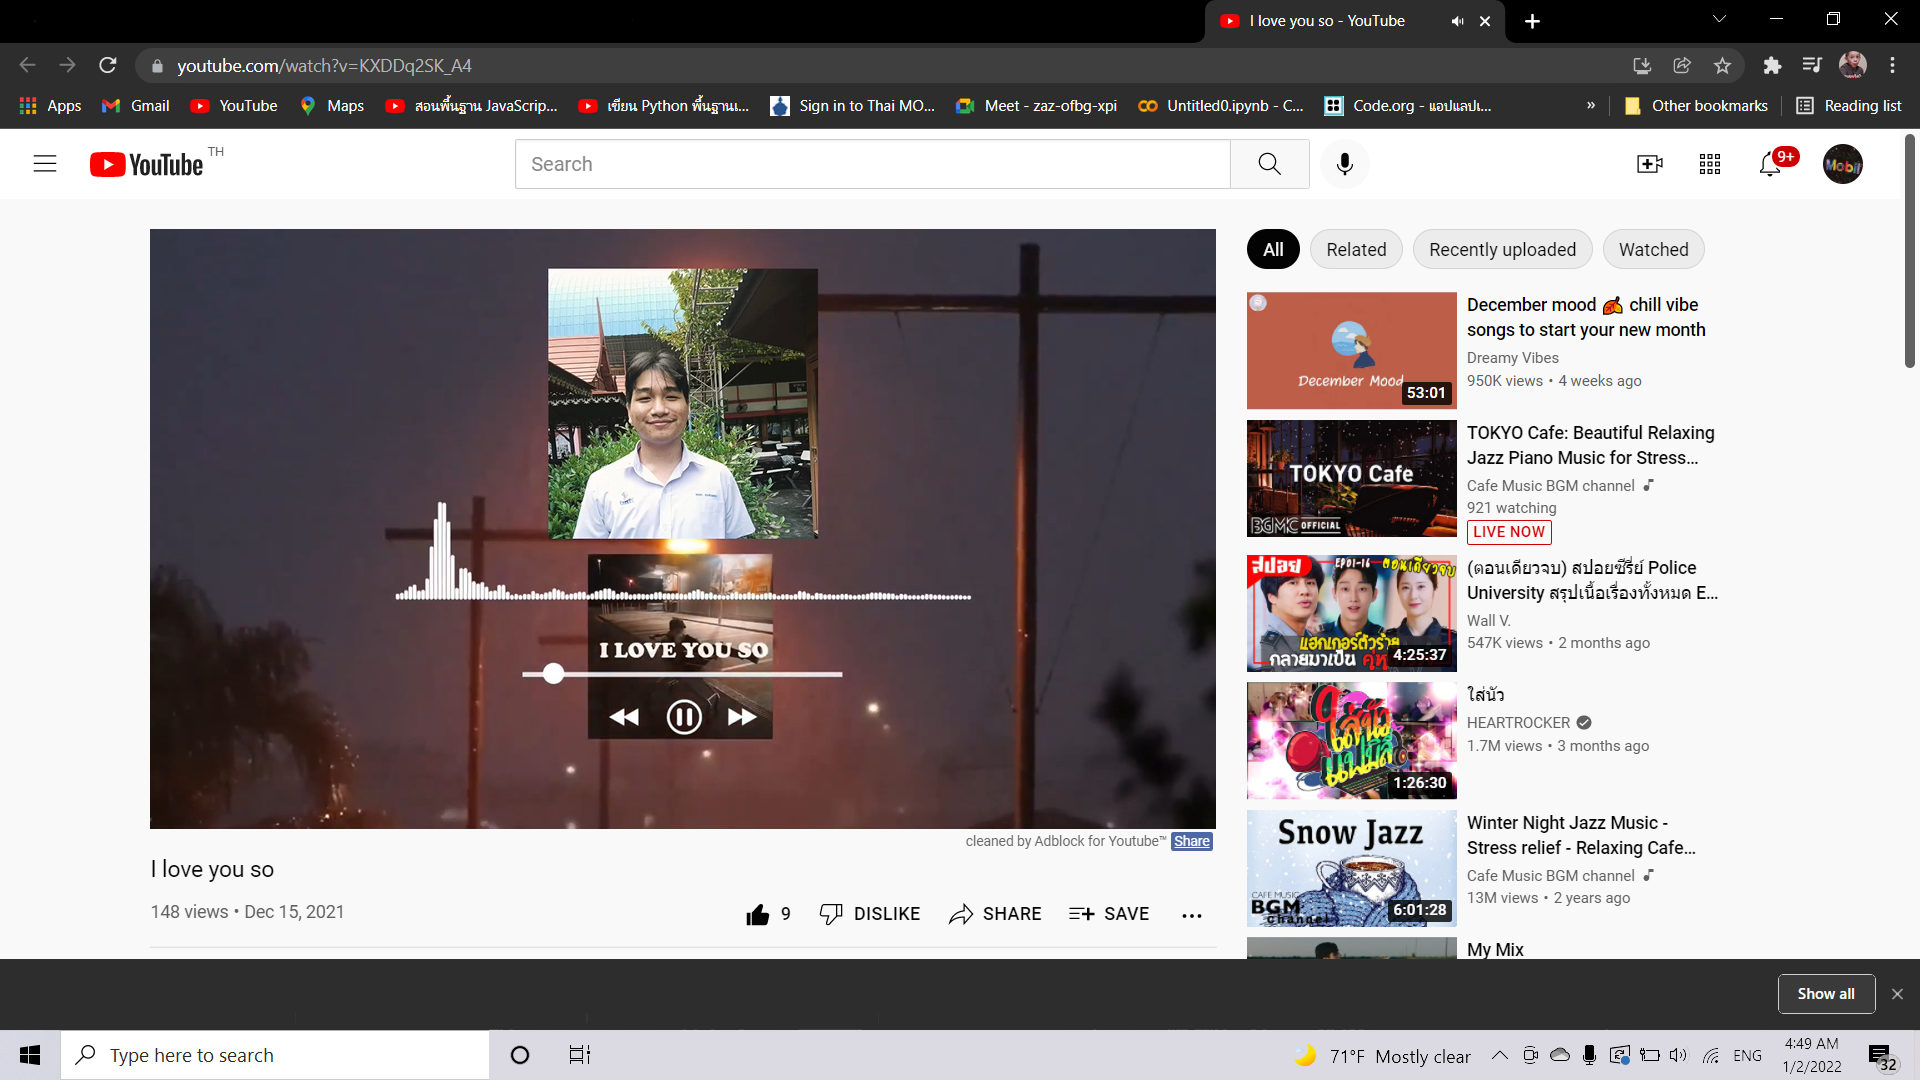 I love you so - YouTube
youtube.com/watch?v=KXDDq2SK_A4
Apps
Gmail
YouTube
Maps
สอนพื้นฐาน JavaScrip...
เขียน Python พื้นฐานเ...
Sign in to Thai MO...
Meet - zaz-ofbg-xpi
Untitled0.ipynb - C...
Code.org - แอปแลปเ...
»
Other bookmarks
Reading list
YouTube TH
Search
9+
Mobil
All
Related
Recently uploaded
Watched
I LOVE YOU SO
cleaned by Adblock for Youtube™ Share
I love you so
148 views • Dec 15, 2021
9
DISLIKE
SHARE
SAVE
December Mood
53:01
December mood 🍂 chill vibe
songs to start your new month
Dreamy Vibes
950K views • 4 weeks ago
TOKYO Cafe
BGMC OFFICIAL
TOKYO Cafe: Beautiful Relaxing
Jazz Piano Music for Stress...
Cafe Music BGM channel
921 watching
LIVE NOW
สปอย
EP01-16
ตอนเดียวจบ
แฮกเกอร์ตัวร้าย
กลายมาเป็น
4:25:37
(ตอนเดียวจบ) สปอยซีรี่ย์ Police
University สรุปเนื้อเรื่องทั้งหมด E...
Wall V.
547K views • 2 months ago
1:26:30
ใส่นัว
HEARTROCKER
1.7M views • 3 months ago
Snow Jazz
CAFE MUSIC
BGM
channel
6:01:28
Winter Night Jazz Music -
Stress relief - Relaxing Cafe...
Cafe Music BGM channel
13M views • 2 years ago
My Mix
Show all
Type here to search
71°F Mostly clear
ENG
4:49 AM
1/2/2022
32